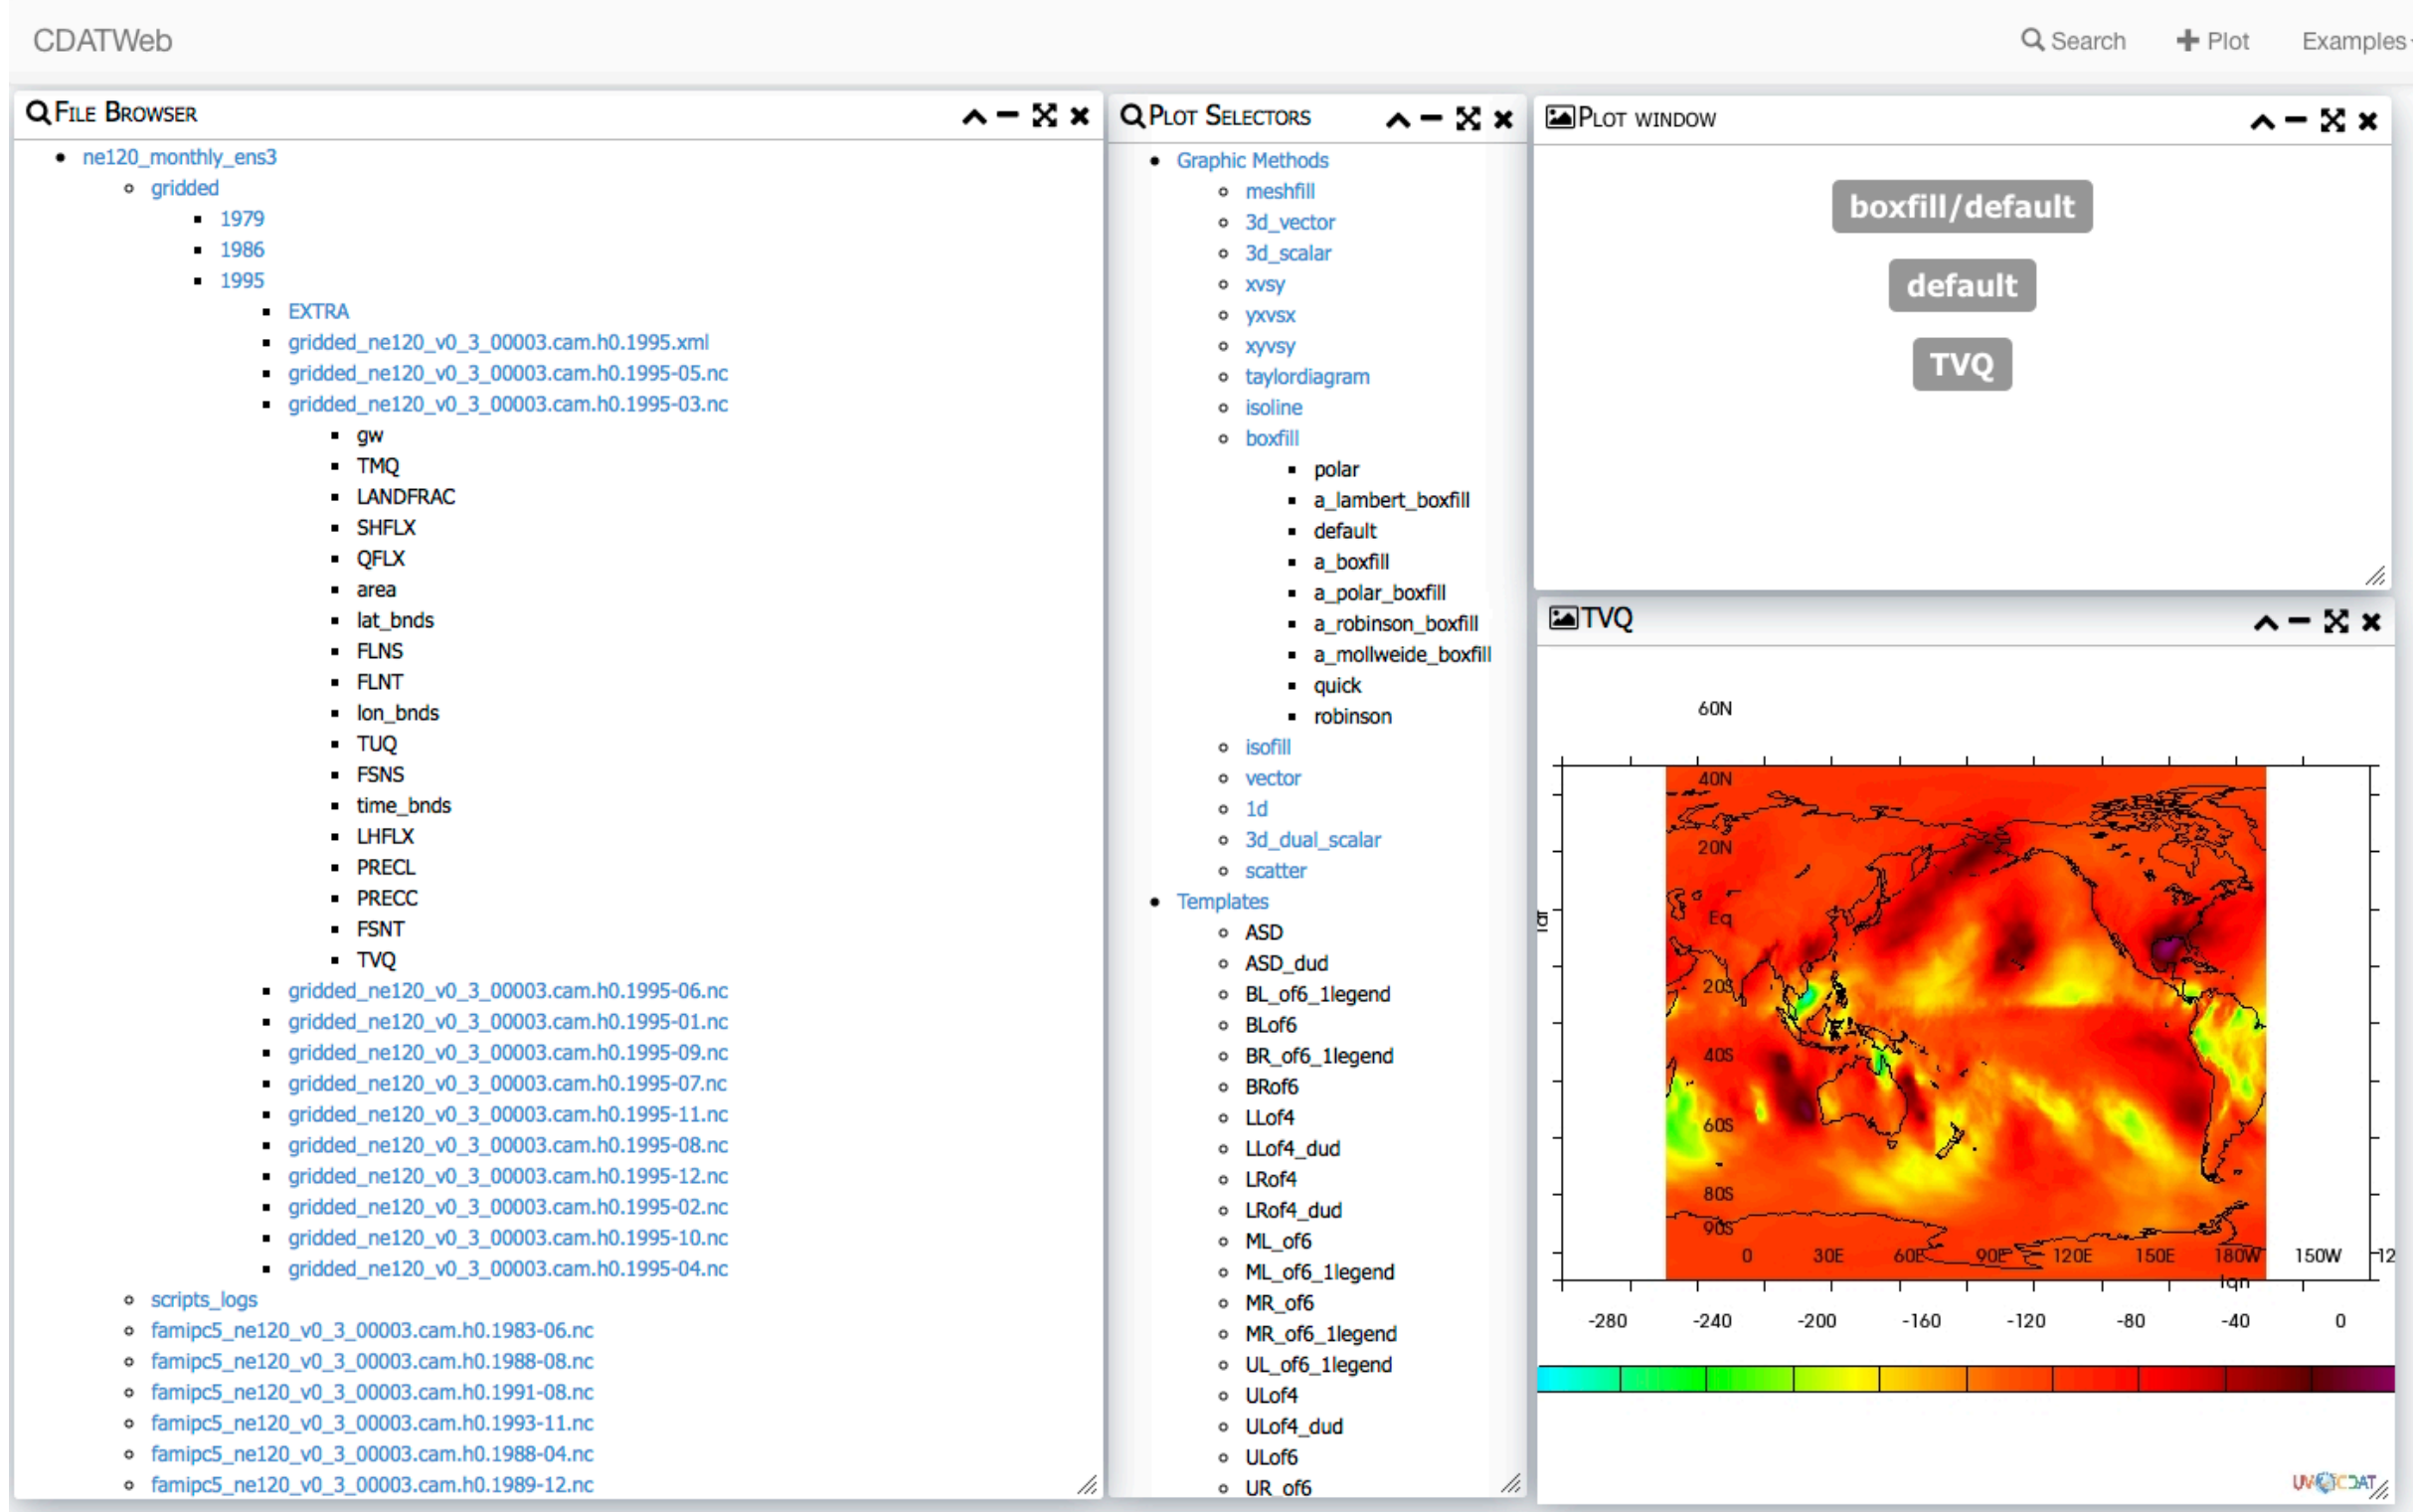 CDATWeb
Search
Plot
Examples
FILE BROWSER
ne120_monthly_ens3
gridded
1979
1986
1995
EXTRA
gridded_ne120_v0_3_00003.cam.h0.1995.xml
gridded_ne120_v0_3_00003.cam.h0.1995-05.nc
gridded_ne120_v0_3_00003.cam.h0.1995-03.nc
gw
TMQ
LANDFRAC
SHFLX
QFLX
area
lat_bnds
FLNS
FLNT
lon_bnds
TUQ
FSNS
time_bnds
LHFLX
PRECL
PRECC
FSNT
TVQ
gridded_ne120_v0_3_00003.cam.h0.1995-06.nc
gridded_ne120_v0_3_00003.cam.h0.1995-01.nc
gridded_ne120_v0_3_00003.cam.h0.1995-09.nc
gridded_ne120_v0_3_00003.cam.h0.1995-07.nc
gridded_ne120_v0_3_00003.cam.h0.1995-11.nc
gridded_ne120_v0_3_00003.cam.h0.1995-08.nc
gridded_ne120_v0_3_00003.cam.h0.1995-12.nc
gridded_ne120_v0_3_00003.cam.h0.1995-02.nc
gridded_ne120_v0_3_00003.cam.h0.1995-10.nc
gridded_ne120_v0_3_00003.cam.h0.1995-04.nc
scripts_logs
famipc5_ne120_v0_3_00003.cam.h0.1983-06.nc
famipc5_ne120_v0_3_00003.cam.h0.1988-08.nc
famipc5_ne120_v0_3_00003.cam.h0.1991-08.nc
famipc5_ne120_v0_3_00003.cam.h0.1993-11.nc
famipc5_ne120_v0_3_00003.cam.h0.1988-04.nc
famipc5_ne120_v0_3_00003.cam.h0.1989-12.nc
PLOT SELECTORS
Graphic Methods
meshfill
3d_vector
3d_scalar
xvsy
yxvsx
xyvsy
taylordiagram
isoline
boxfill
polar
a_lambert_boxfill
default
a_boxfill
a_polar_boxfill
a_robinson_boxfill
a_mollweide_boxfill
quick
robinson
isofill
vector
1d
3d_dual_scalar
scatter
Templates
ASD
ASD_dud
BL_of6_1legend
BLof6
BR_of6_1legend
BRof6
LLof4
LLof4_dud
LRof4
LRof4_dud
ML_of6
ML_of6_1legend
MR_of6
MR_of6_1legend
UL_of6_1legend
ULof4
ULof4_dud
ULof6
UR_of6
PLOT WINDOW
boxfill/default
default
TVQ
TVQ
60N
40N
20N
Eq
20S
40S
60S
80S
90S
0 30E 60E 90E 120E 150E 180W 150W 12
-280 -240 -200 -160 -120 -80 -40 0
UV-CDAT